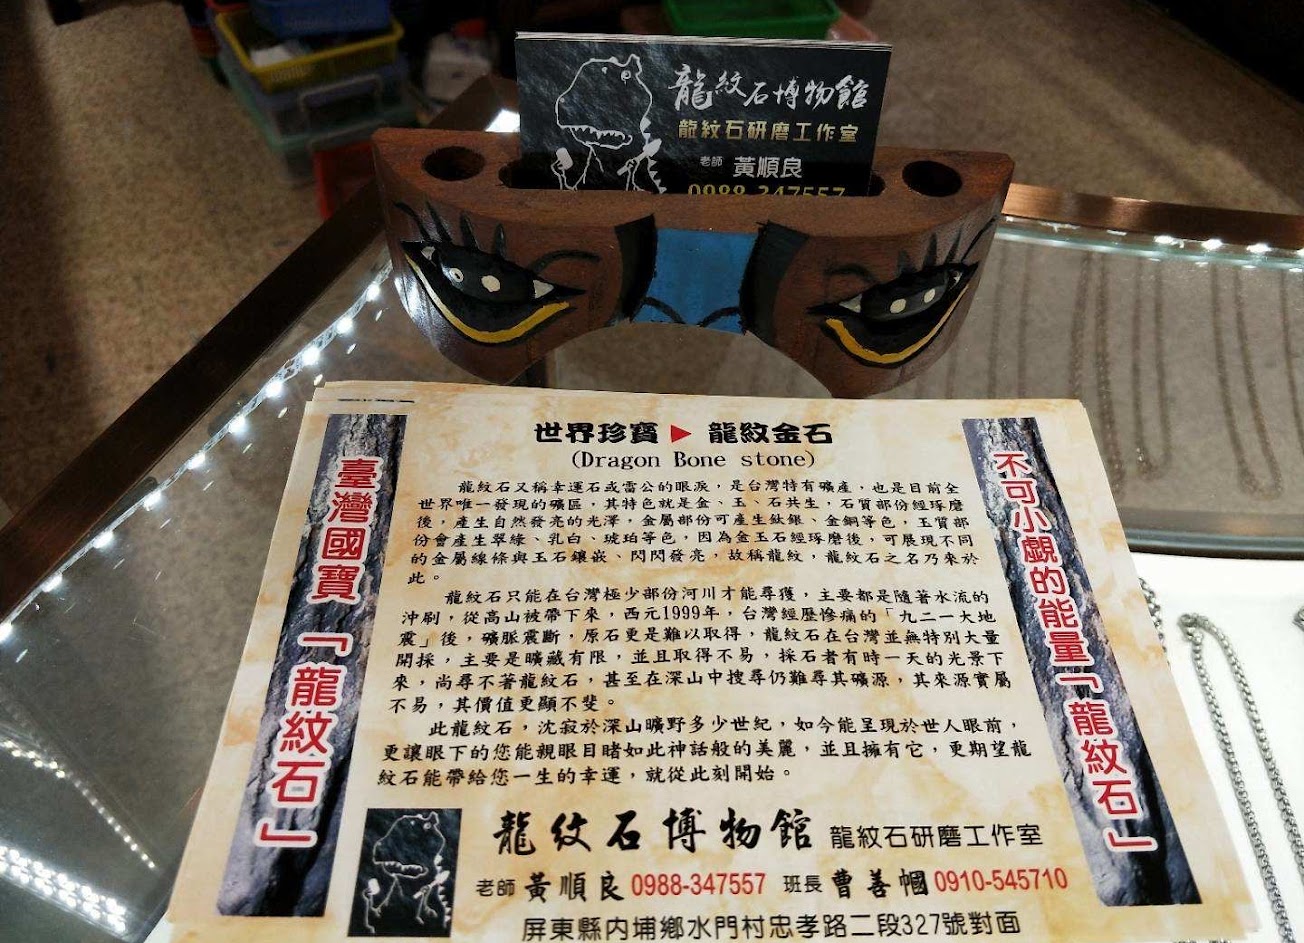 龍紋石博物館
龍紋石研磨工作室
老師 黃順良
0988-347557
世界珍寶▶龍紋金石
(Dragon Bone stone)
龍紋石又稱幸運石或雷公的眼淚，是台灣特有礦產，也是目前全
世界唯一發現的礦區，其特色就是金、玉、石共生，石質部份經琢磨
後，產生自然發亮的光澤，金屬部份可產生鈦銀、金銅等色，玉質部
份會產生翠綠、乳白、琥珀等色，因為金玉石經琢磨後，可展現不同
的金屬線條與玉石鑲嵌、閃閃發亮，故稱龍紋，龍紋石之名乃來於
此。
龍紋石只能在台灣極少部份河川才能尋獲，主要都是隨著水流的
沖刷，從高山被帶下來，西元1999年，台灣經歷慘痛的「九二一大地
震」後，礦脈震斷，原石更是難以取得，龍紋石在台灣並無特別大量
開採，主要是曠藏有限，並且取得不易，採石者有時一天的光景下
來，尚尋不著龍紋石，甚至在深山中搜尋仍難尋其礦源，其來源實屬
不易，其價值更顯不斐。
此龍紋石，沈寂於深山曠野多少世紀，如今能呈現於世人眼前，
更讓眼下的您能親眼目睹如此神話般的美麗，並且擁有它，更期望龍
紋石能帶給您一生的幸運，就從此刻開始。
臺灣國寶「龍紋石」
不可小覷的能量「龍紋石」
龍紋石博物館 龍紋石研磨工作室
老師 黃順良 0988-347557 班長 曹善幗 0910-545710
屏東縣內埔鄉水門村忠孝路二段327號對面